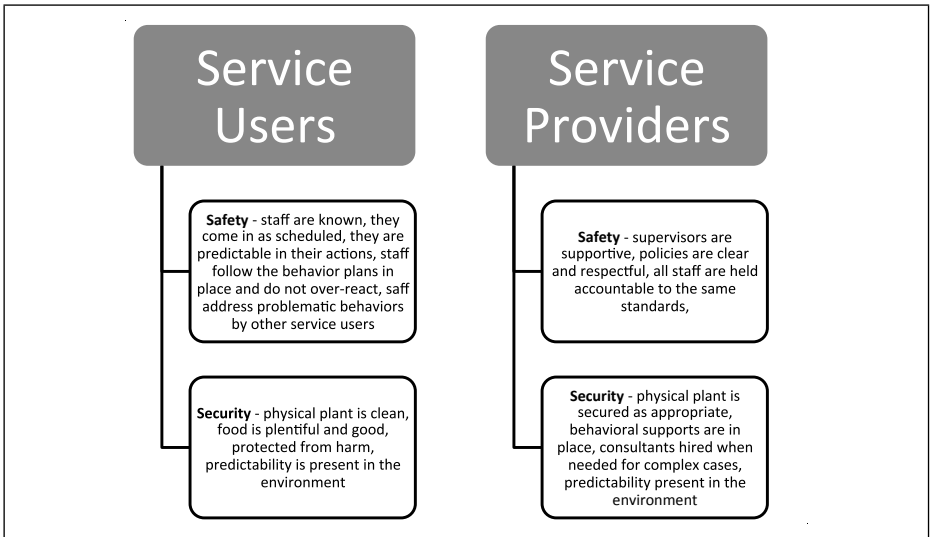 Service
Users
Safety - staff are known, they
come in as scheduled, they are
predictable in their actions, staff
follow the behavior plans in
place and do not over-react, saff
address problematic behaviors
by other service users
Security - physical plant is clean,
food is plentiful and good,
protected from harm,
predictability is present in the
environment
Service
Providers
Safety - supervisors are
supportive, policies are clear
and respectful, all staff are held
accountable to the same
standards,
Security - physical plant is
secured as appropriate,
behavioral supports are in
place, consultants hired when
needed for complex cases,
predictability present in the
environment